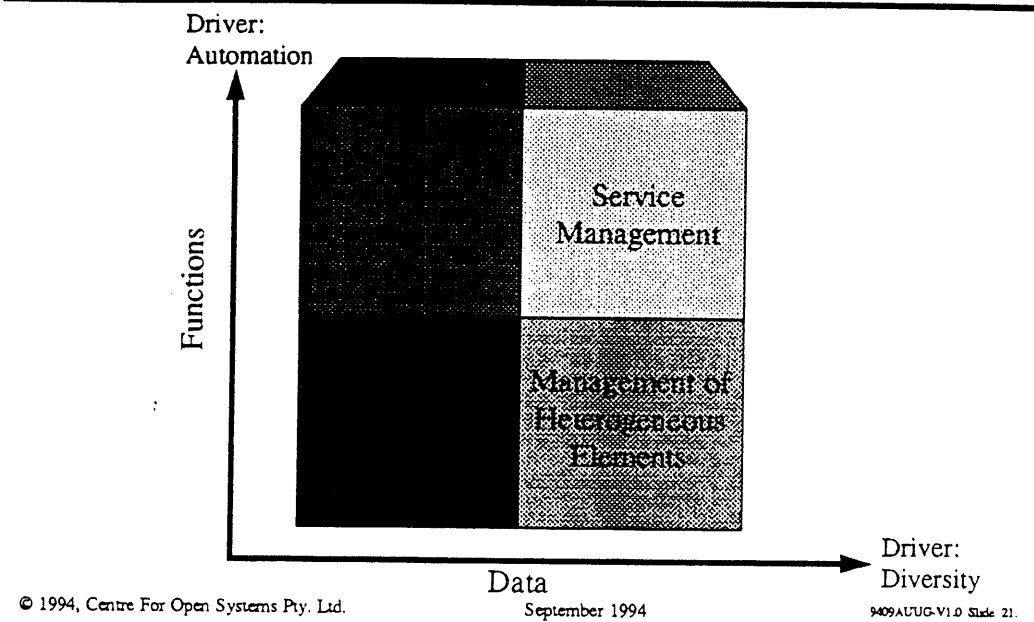 Driver:
Automation
Functions
Service
Management
Management of
Heterogeneous
Elements
Driver:
Diversity
Data
© 1994, Centre For Open Systems Pty. Ltd.
September 1994
9409AUUG-V1.0 Slide 21.